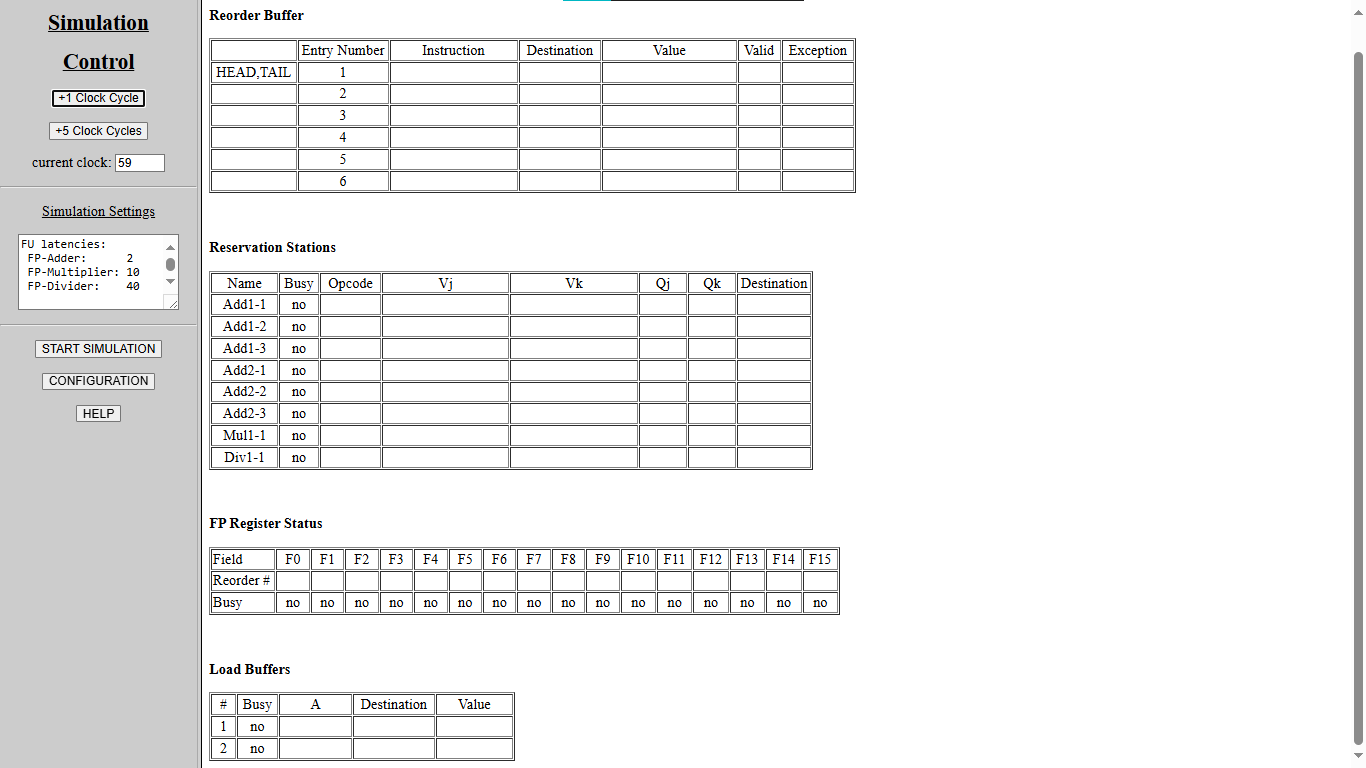 Simulation
Control
+1 Clock Cycle
+5 Clock Cycles
current clock: 59
Simulation Settings
FU latencies:
FP-Adder: 2
FP-Multiplier: 10
FP-Divider: 40
START SIMULATION
CONFIGURATION
HELP
Reorder Buffer
Entry Number Instruction Destination Value Valid Exception
HEAD,TAIL 1
2
3
4
5
6
Reservation Stations
Name Busy Opcode Vj Vk Qj Qk Destination
Add1-1 no
Add1-2 no
Add1-3 no
Add2-1 no
Add2-2 no
Add2-3 no
Mul1-1 no
Div1-1 no
FP Register Status
Field F0 F1 F2 F3 F4 F5 F6 F7 F8 F9 F10 F11 F12 F13 F14 F15
Reorder #
Busy no no no no no no no no no no no no no no no no
Load Buffers
# Busy A Destination Value
1 no
2 no